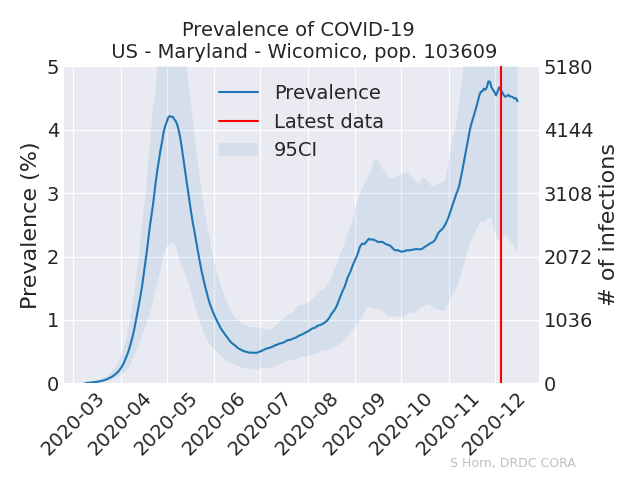 Prevalence of COVID-19
US - Maryland - Wicomico, pop. 103609
Prevalence
Latest data
95CI
Prevalence (%)
5
4
3
2
1
0
5180
4144
3108
2072
1036
0
# of infections
2020-03
2020-04
2020-05
2020-06
2020-07
2020-08
2020-09
2020-10
2020-11
2020-12
S Horn, DRDC CORA